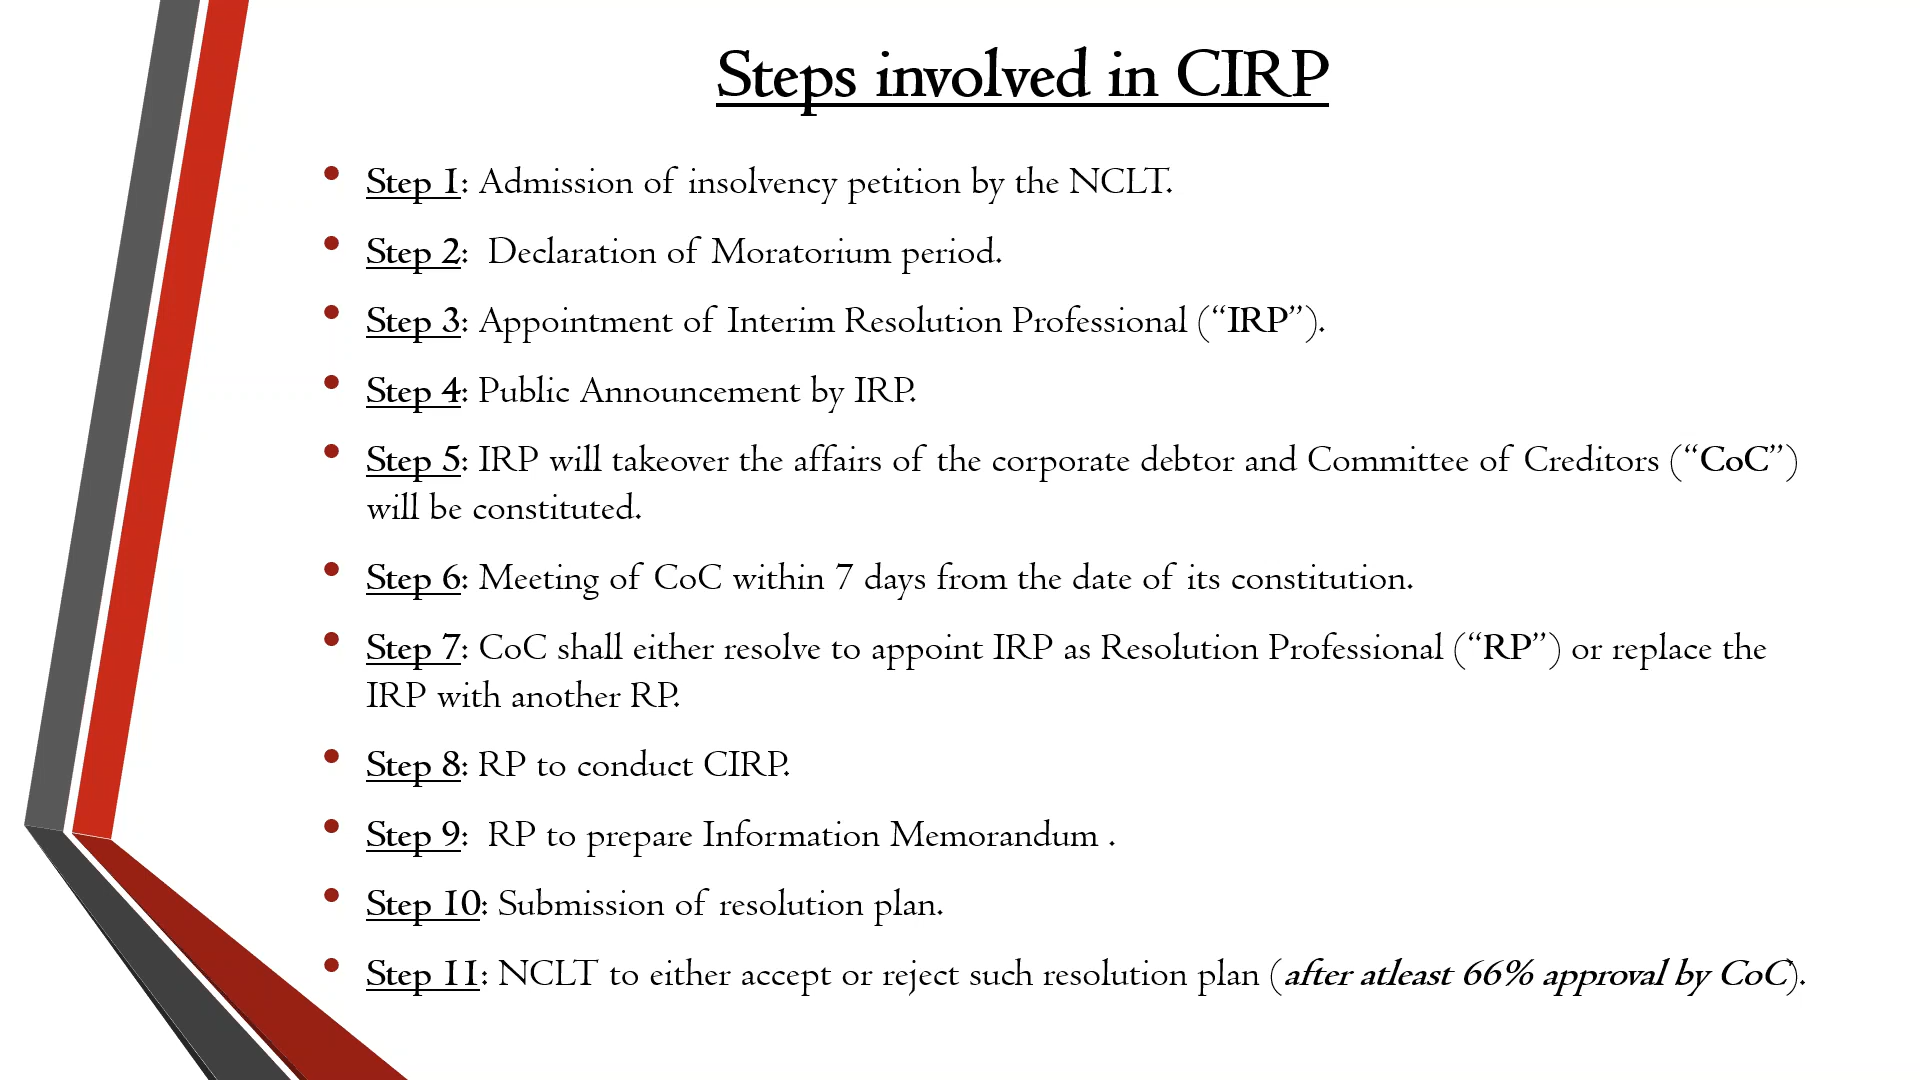 Steps involved in CIRP
• Step 1: Admission of insolvency petition by the NCLT.
• Step 2: Declaration of Moratorium period.
• Step 3: Appointment of Interim Resolution Professional (“IRP”).
• Step 4: Public Announcement by IRP.
• Step 5: IRP will takeover the affairs of the corporate debtor and Committee of Creditors (“CoC”)
will be constituted.
• Step 6: Meeting of CoC within 7 days from the date of its constitution.
• Step 7: CoC shall either resolve to appoint IRP as Resolution Professional (“RP”) or replace the
IRP with another RP.
• Step 8: RP to conduct CIRP.
• Step 9: RP to prepare Information Memorandum .
• Step 10: Submission of resolution plan.
• Step 11: NCLT to either accept or reject such resolution plan (after atleast 66% approval by CoC).